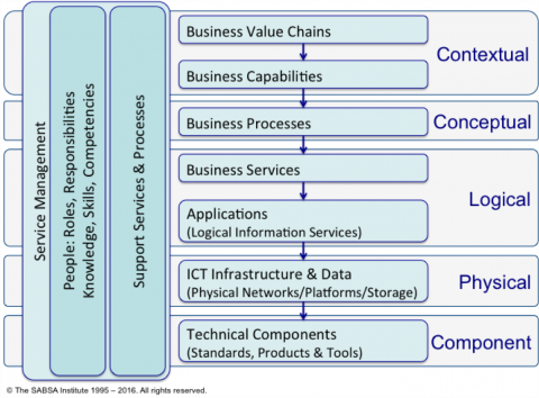 Service Management
People: Roles, Responsibilities
Knowledge, Skills, Competencies
Support Services & Processes
Business Value Chains
Business Capabilities
Contextual
Business Processes
Conceptual
Business Services
Applications
(Logical Information Services)
Logical
ICT Infrastructure & Data
(Physical Networks/Platforms/Storage)
Physical
Technical Components
(Standards, Products & Tools)
Component
© The SABSA Institute 1995 – 2016. All rights reserved.